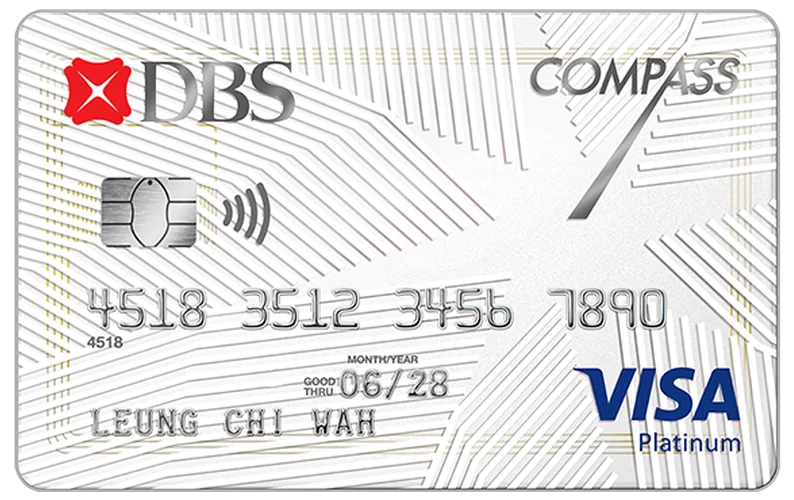 DBS
COMPASS
4518 3512 3456 7890
4518
MONTH/YEAR
GOOD THRU 06/28
LEUNG CHI WAH
VISA
Platinum